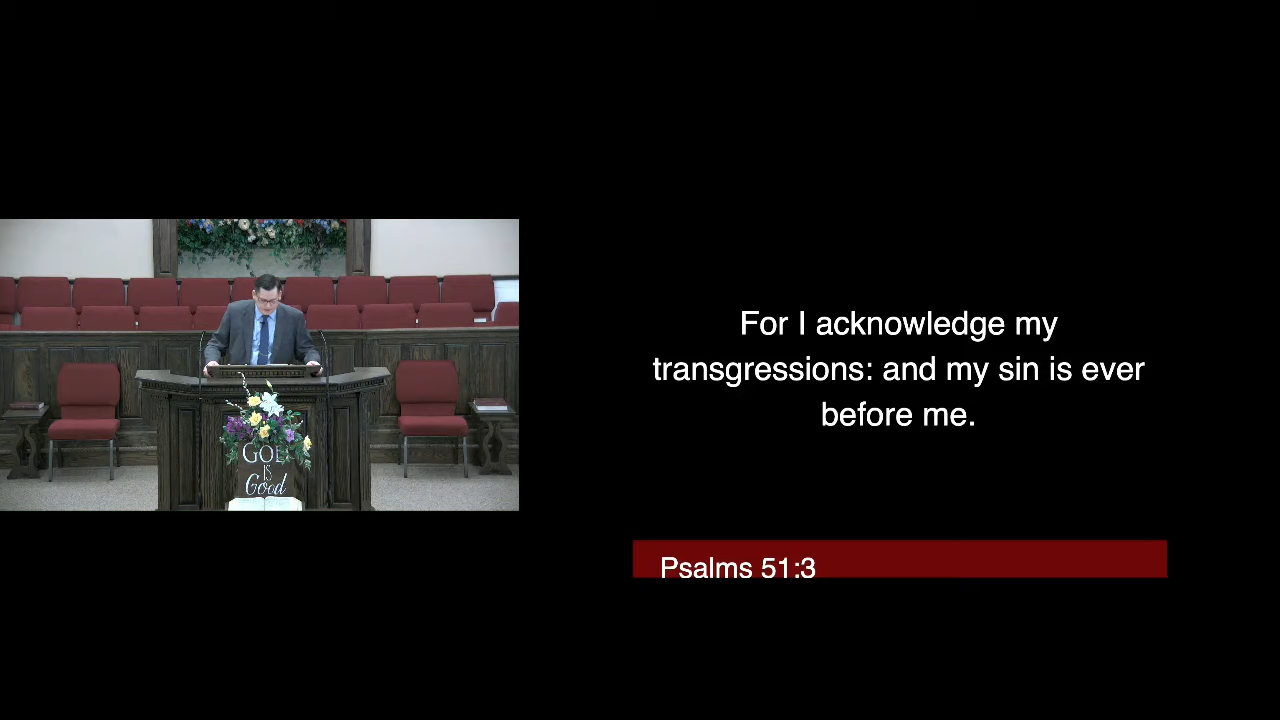 For I acknowledge my
transgressions: and my sin is ever
before me.
Psalms 51:3
GOD
IS
Good